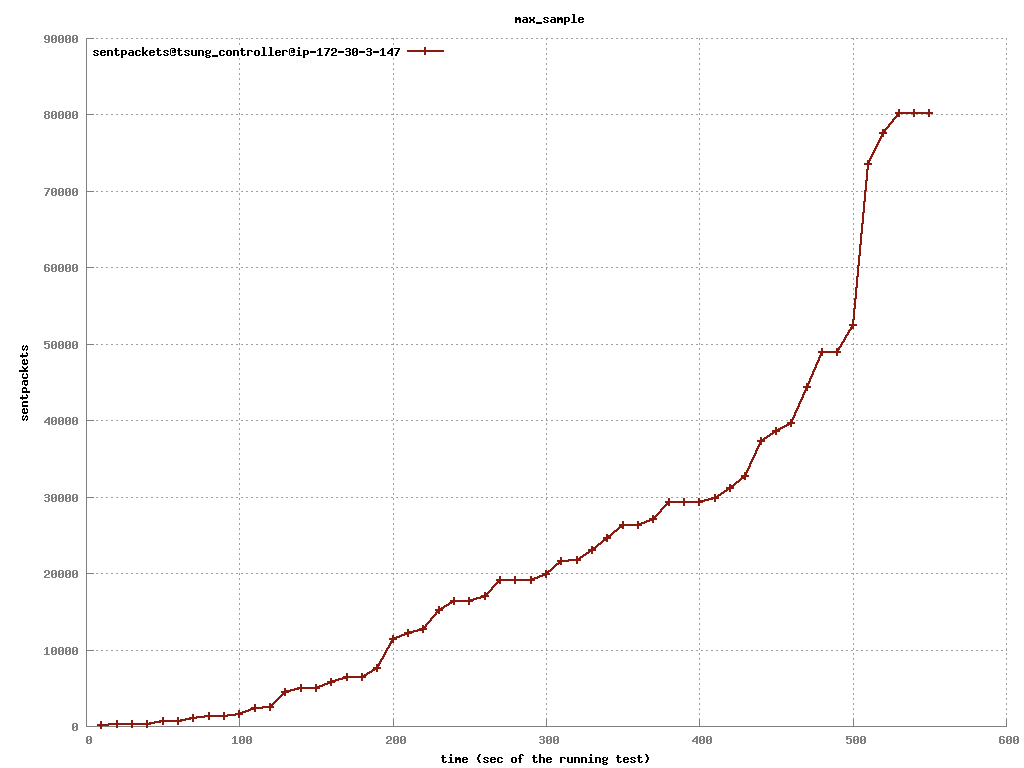 max_sample
90000
sentpackets@tsung_controller@ip-172-30-3-147
80000
70000
60000
50000
sentpackets
40000
30000
20000
10000
0
0 100 200 300 400 500 600
time (sec of the running test)